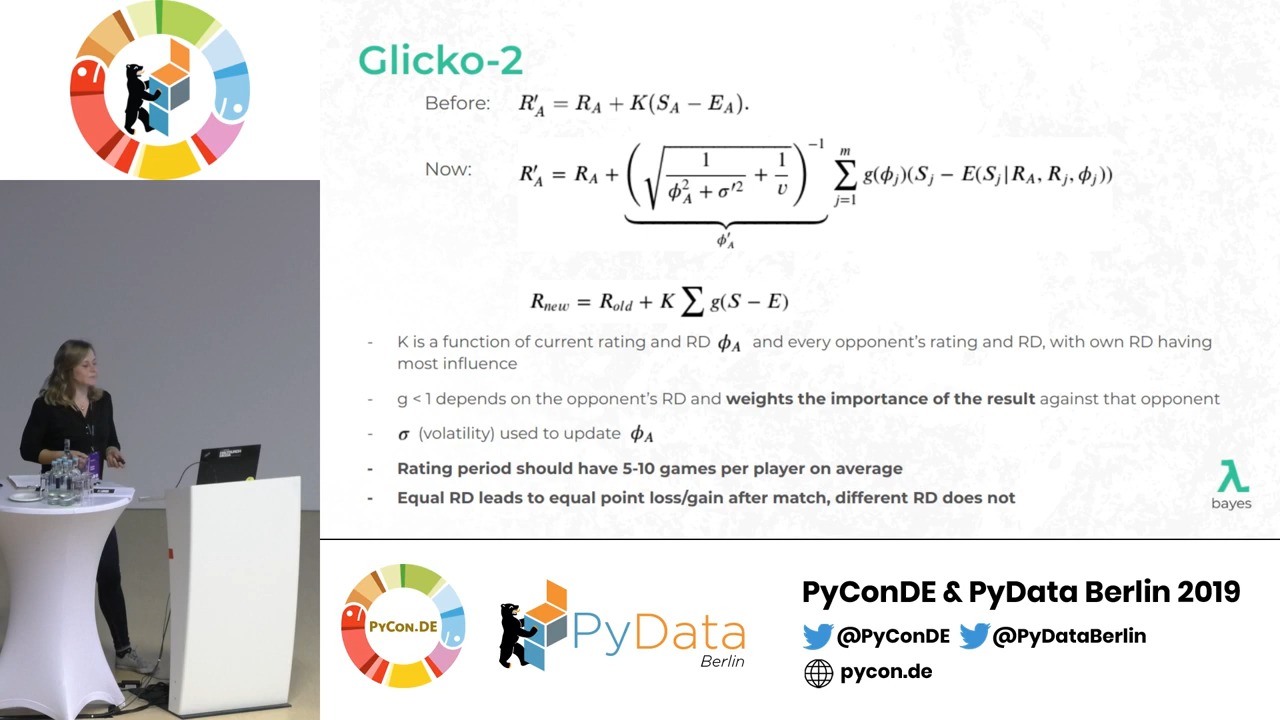 Glicko-2
Before: R′_A = R_A + K(S_A − E_A).
Now: R′_A = R_A + (√(1/(ϕ_A² + σ′²) + 1/v))⁻¹ ∑_{j=1}^{m} g(ϕ_j)(S_j − E(S_j|R_A, R_j, ϕ_j))
ϕ′_A
R_new = R_old + K ∑ g(S − E)
- K is a function of current rating and RD ϕ_A and every opponent's rating and RD, with own RD having
most influence
- g < 1 depends on the opponent's RD and weights the importance of the result against that opponent
- σ (volatility) used to update ϕ_A
- Rating period should have 5-10 games per player on average
- Equal RD leads to equal point loss/gain after match, different RD does not
λ
bayes
PYCON.DE
PyData
Berlin
PyConDE & PyData Berlin 2019
@PyConDE @PyDataBerlin
pycon.de